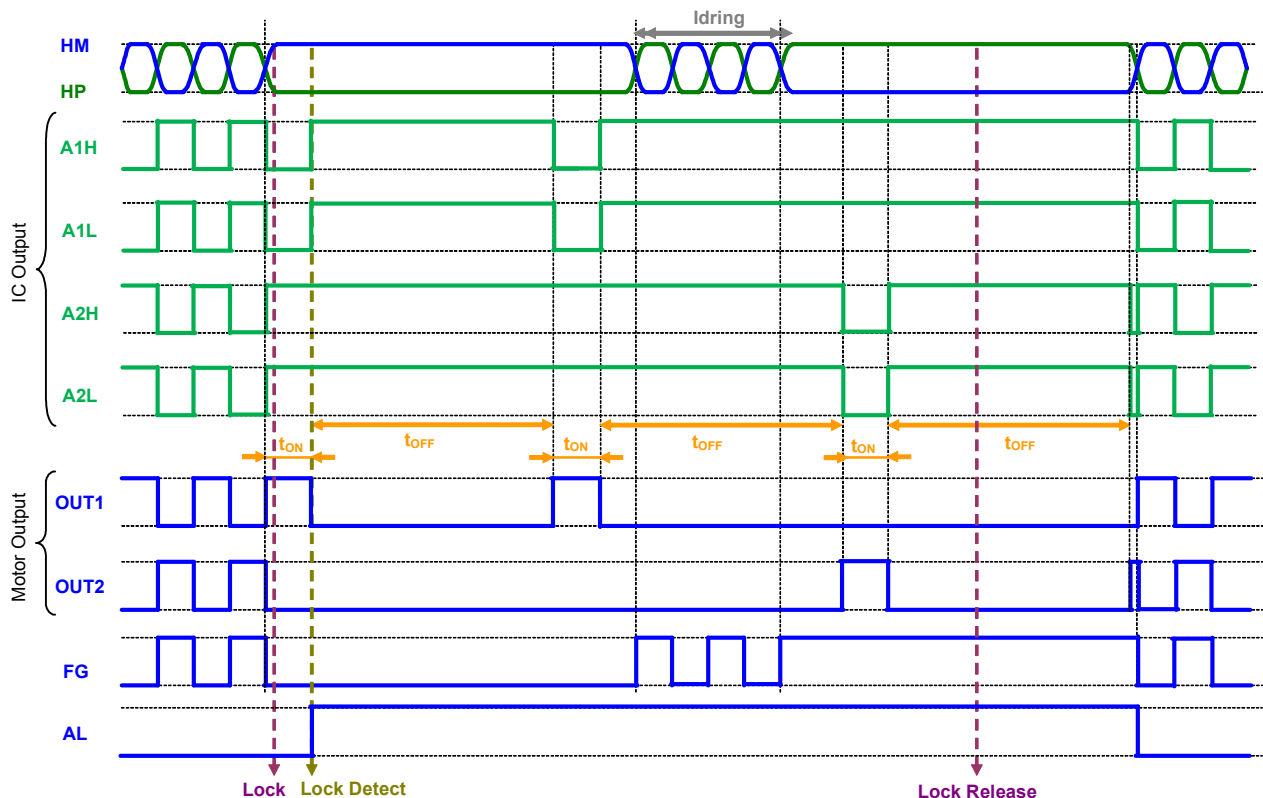 Idring
HM
HP
IC Output
A1H
A1L
A2H
A2L
tON
tOFF
tON
tOFF
tON
tOFF
Motor Output
OUT1
OUT2
FG
AL
Lock
Lock Detect
Lock Release